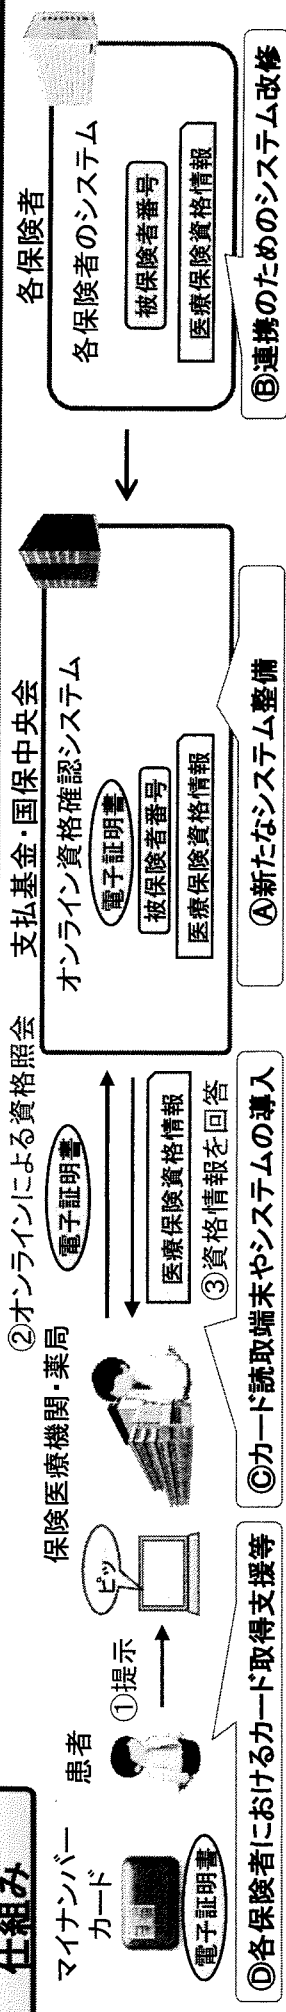 仕組み
マイナンバー
カード
電子証明書
患者
①提示
ピッ
保険医療機関・薬局
②オンラインによる資格照会
電子証明書
医療保険資格情報
③資格情報を回答
支払基金・国保中央会
オンライン資格確認システム
電子証明書
被保険者番号
医療保険資格情報
各保険者
各保険者のシステム
被保険者番号
医療保険資格情報
Ⓓ各保険者におけるカード取得支援等
Ⓒカード読取端末やシステムの導入
Ⓐ新たなシステム整備
Ⓑ連携のためのシステム改修